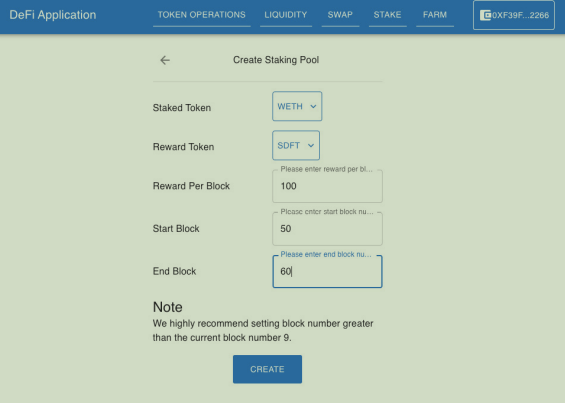 DeFi Application
TOKEN OPERATIONS LIQUIDITY SWAP STAKE FARM 0XF39F...2266
Create Staking Pool
Staked Token WETH
Reward Token SDFT
Please enter reward per bl...
Reward Per Block 100
Please enter start block nu...
Start Block 50
Please enter end block nu...
End Block 60
Note
We highly recommend setting block number greater
than the current block number 9.
CREATE